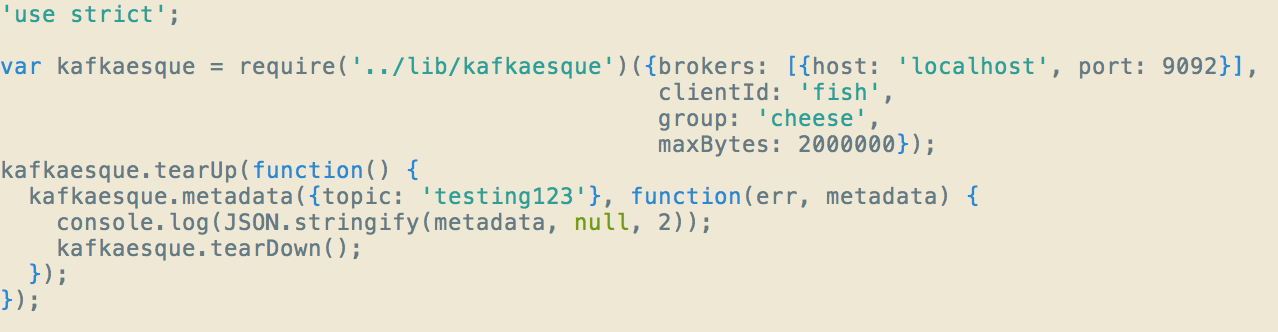 'use strict';

var kafkaesque = require('../lib/kafkaesque')({brokers: [{host: 'localhost', port: 9092}],
                                               clientId: 'fish',
                                               group: 'cheese',
                                               maxBytes: 2000000});
kafkaesque.tearUp(function() {
  kafkaesque.metadata({topic: 'testing123'}, function(err, metadata) {
    console.log(JSON.stringify(metadata, null, 2));
    kafkaesque.tearDown();
  });
});